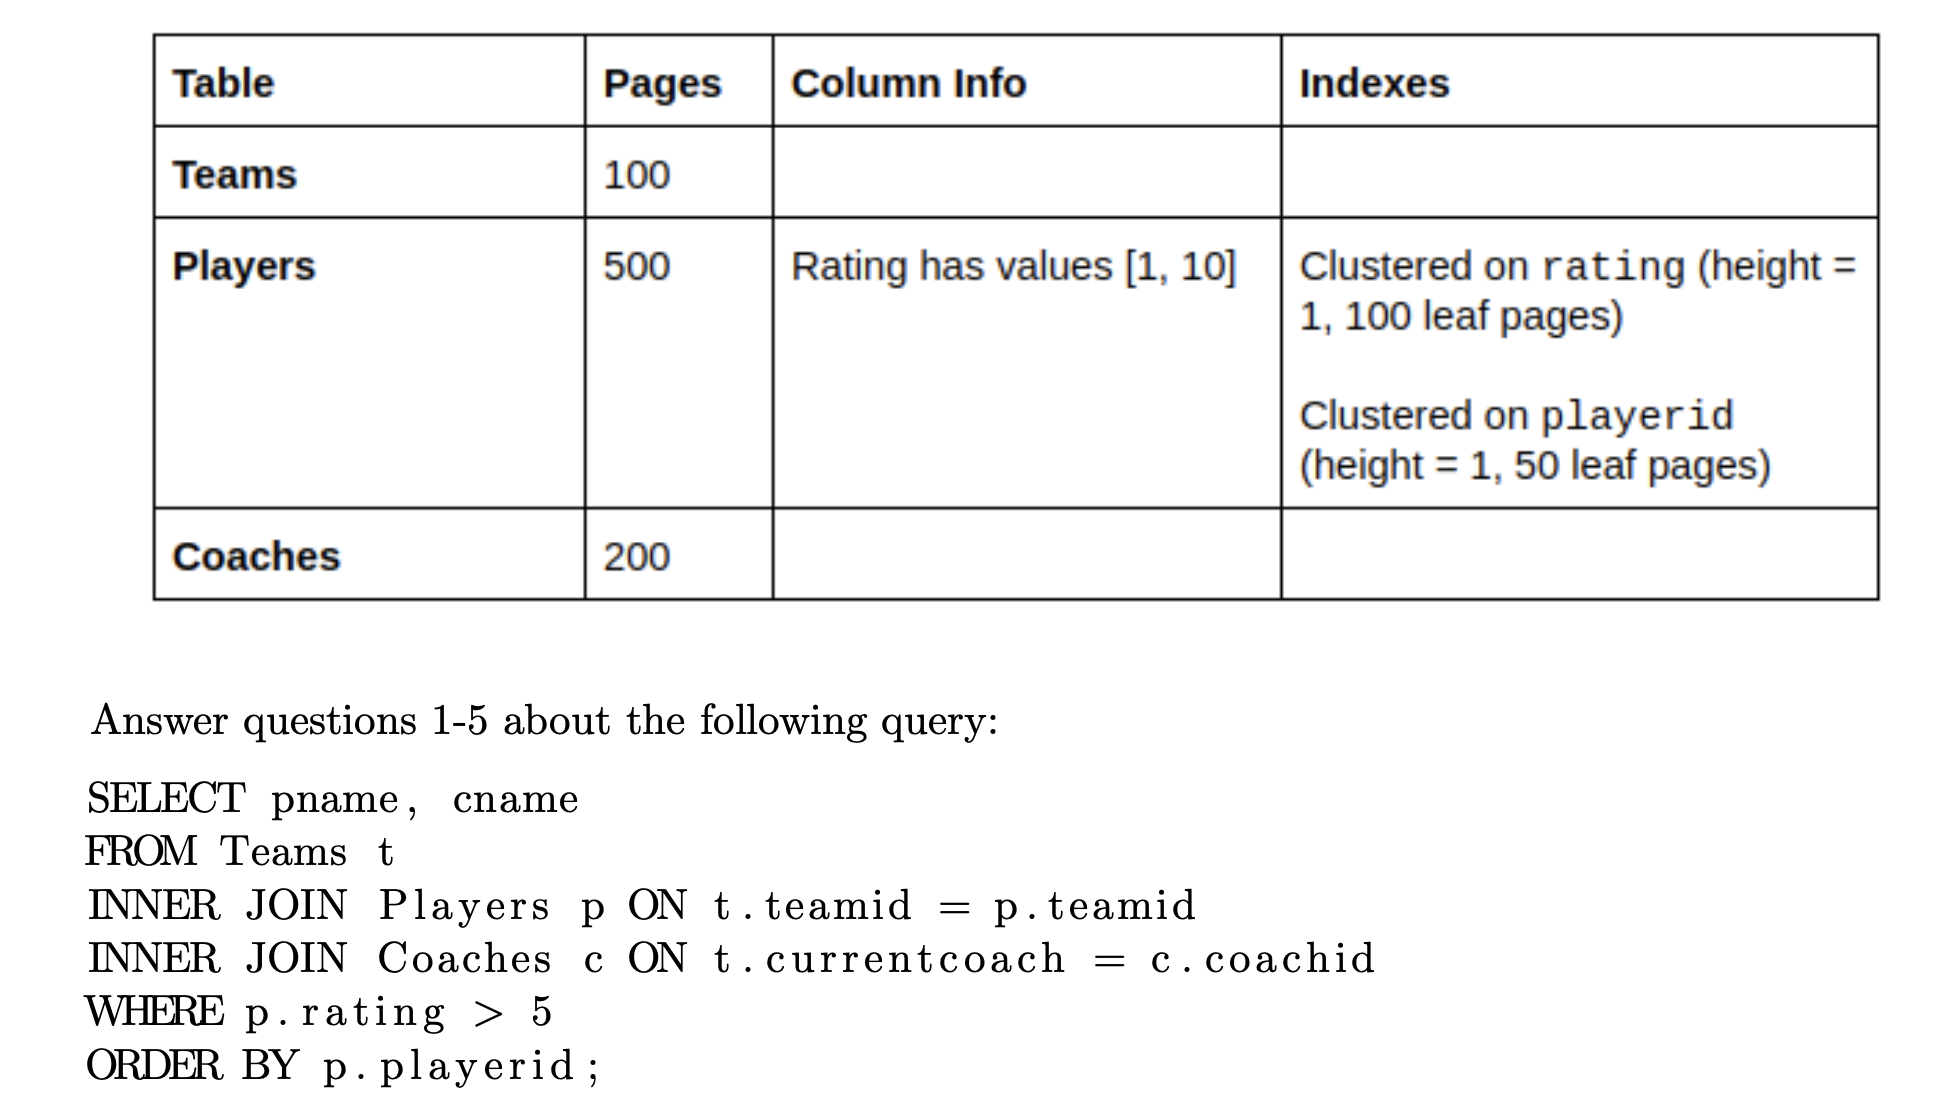 Table Pages Column Info Indexes
Teams 100
Players 500 Rating has values [1, 10] Clustered on rating (height =
1, 100 leaf pages)
Clustered on playerid
(height = 1, 50 leaf pages)
Coaches 200
Answer questions 1-5 about the following query:
SELECT pname, cname
FROM Teams t
INNER JOIN Players p ON t.teamid = p.teamid
INNER JOIN Coaches c ON t.currentcoach = c.coachid
WHERE p.rating > 5
ORDER BY p.playerid;